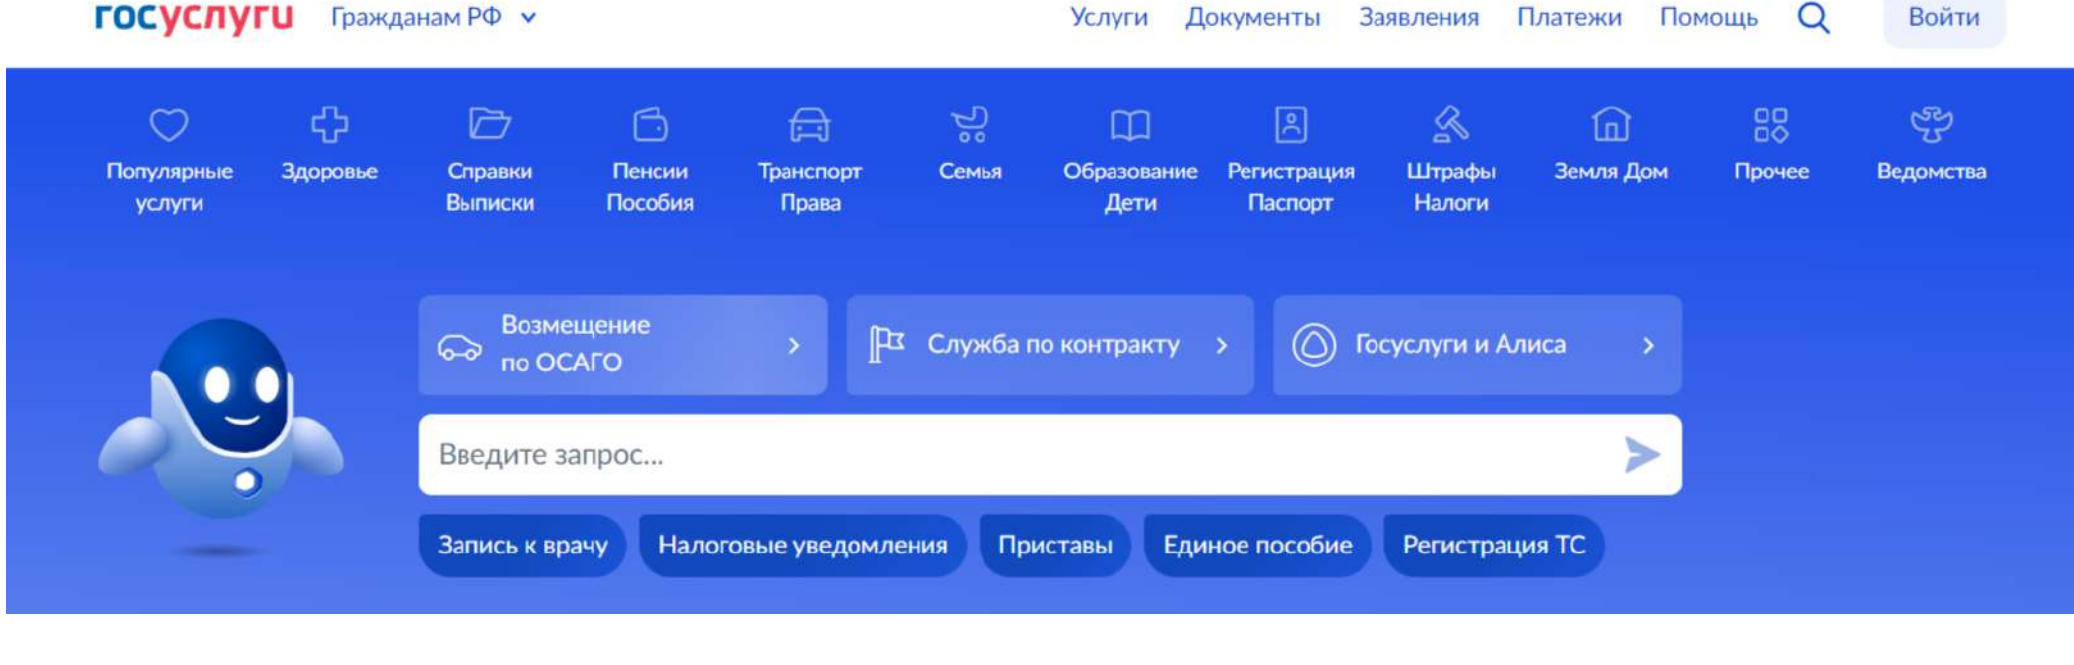 госуслуги Гражданам РФ Услуги Документы Заявления Платежи Помощь Войти
Популярные услуги
Здоровье
Справки Выписки
Пенсии Пособия
Транспорт Права
Семья
Образование Дети
Регистрация Паспорт
Штрафы Налоги
Земля Дом
Прочее
Ведомства
Возмещение
по ОСАГО
Служба по контракту
Госуслуги и Алиса
Введите запрос...
Запись к врачу
Налоговые уведомления
Приставы
Единое пособие
Регистрация ТС